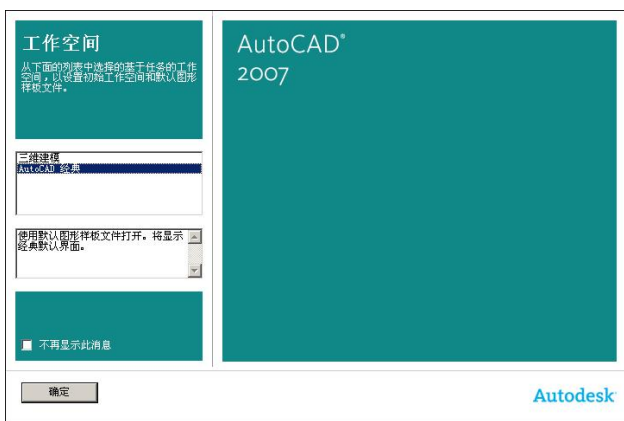 工作空间
从下面的列表中选择的基于任务的工作
空间，以设置初始工作空间和默认图形
样板文件。
三维建模
AutoCAD 经典
使用默认图形样板文件打开。将显示
经典默认界面。
不再显示此消息
确定
AutoCAD®
2007
Autodesk